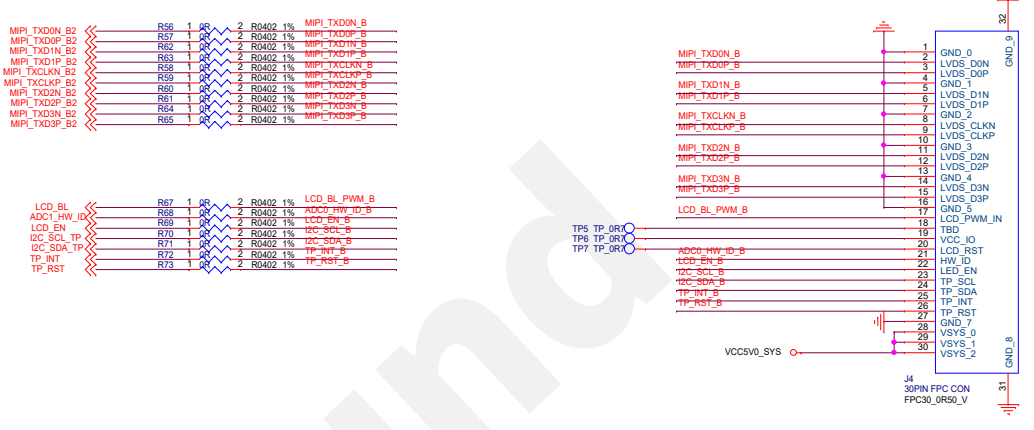 MIPI_TXD0N_B2 R56 1 0R 2 R0402 1% MIPI_TXD0N_B
MIPI_TXD0P_B2 R57 1 0R 2 R0402 1% MIPI_TXD0P_B
MIPI_TXD1N_B2 R62 1 0R 2 R0402 1% MIPI_TXD1N_B
MIPI_TXD1P_B2 R63 1 0R 2 R0402 1% MIPI_TXD1P_B
MIPI_TXCLKN_B2 R58 1 0R 2 R0402 1% MIPI_TXCLKN_B
MIPI_TXCLKP_B2 R59 1 0R 2 R0402 1% MIPI_TXCLKP_B
MIPI_TXD2N_B2 R60 1 0R 2 R0402 1% MIPI_TXD2N_B
MIPI_TXD2P_B2 R61 1 0R 2 R0402 1% MIPI_TXD2P_B
MIPI_TXD3N_B2 R64 1 0R 2 R0402 1% MIPI_TXD3N_B
MIPI_TXD3P_B2 R65 1 0R 2 R0402 1% MIPI_TXD3P_B
LCD_BL R67 1 0R 2 R0402 1% LCD_BL_PWM_B
ADC1_HW_ID R68 1 0R 2 R0402 1% ADC0_HW_ID_B
LCD_EN R69 1 0R 2 R0402 1% LCD_EN_B
I2C_SCL_TP R70 1 0R 2 R0402 1% I2C_SCL_B
I2C_SDA_TP R71 1 0R 2 R0402 1% I2C_SDA_B
TP_INT R72 1 0R 2 R0402 1% TP_INT_B
TP_RST R73 1 0R 2 R0402 1% TP_RST_B
32 GND_9
1 GND_0
MIPI_TXD0N_B 2 LVDS_D0N
MIPI_TXD0P_B 3 LVDS_D0P
4 GND_1
MIPI_TXD1N_B 5 LVDS_D1N
MIPI_TXD1P_B 6 LVDS_D1P
7 GND_2
MIPI_TXCLKN_B 8 LVDS_CLKN
MIPI_TXCLKP_B 9 LVDS_CLKP
10 GND_3
MIPI_TXD2N_B 11 LVDS_D2N
MIPI_TXD2P_B 12 LVDS_D2P
13 GND_4
MIPI_TXD3N_B 14 LVDS_D3N
MIPI_TXD3P_B 15 LVDS_D3P
16 GND_5
LCD_BL_PWM_B 17 LCD_PWM_IN
TP5 TP_0R7 18 TBD
TP6 TP_0R7 19 VCC_IO
TP7 TP_0R7 20 LCD_RST
ADC0_HW_ID_B 21 HW_ID
LCD_EN_B 22 LED_EN
I2C_SCL_B 23 TP_SCL
I2C_SDA_B 24 TP_SDA
TP_INT_B 25 TP_INT
TP_RST_B 26 TP_RST
27 GND_7
28 VSYS_0
29 VSYS_1
VCC5V0_SYS 30 VSYS_2
31 GND_8
J4
30PIN FPC CON
FPC30_0R50_V